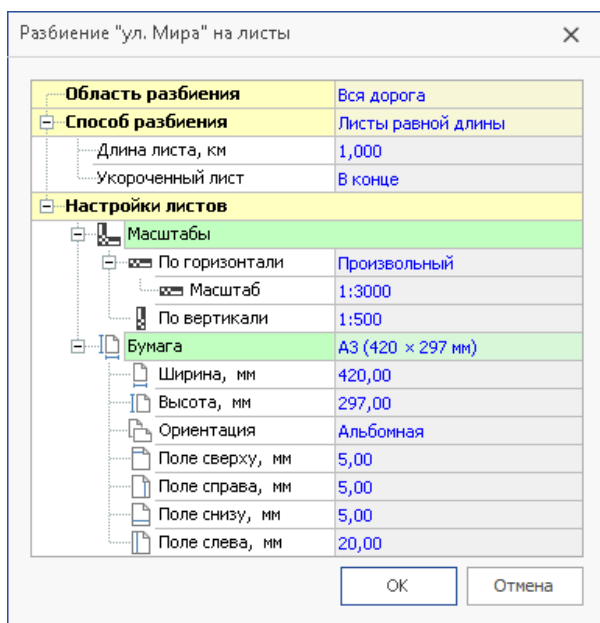 Разбиение "ул. Мира" на листы
Область разбиения Вся дорога
Способ разбиения Листы равной длины
Длина листа, км 1,000
Укороченный лист В конце
Настройки листов
Масштабы
По горизонтали Произвольный
Масштаб 1:3000
По вертикали 1:500
Бумага А3 (420 × 297 мм)
Ширина, мм 420,00
Высота, мм 297,00
Ориентация Альбомная
Поле сверху, мм 5,00
Поле справа, мм 5,00
Поле снизу, мм 5,00
Поле слева, мм 20,00
ОК Отмена